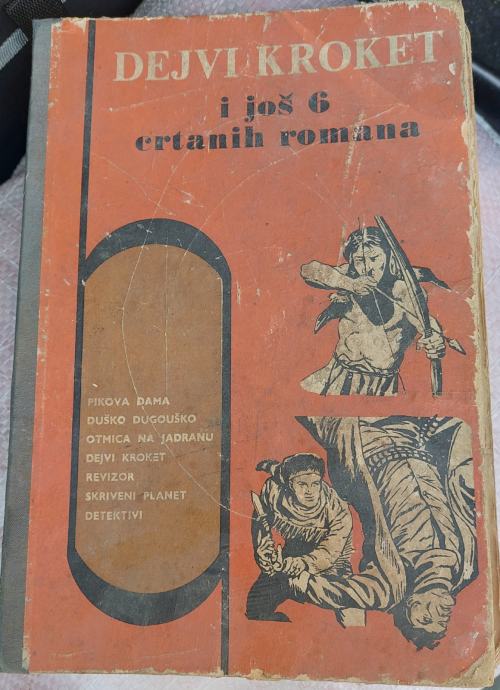 DEJVI KROKET
i još 6
crtanih romana
PIKOVA DAMA
DUŠKO DUGOUŠKO
OTMICA NA JADRANU
DEJVI KROKET
REVIZOR
SKRIVENI PLANET
DETEKTIVI